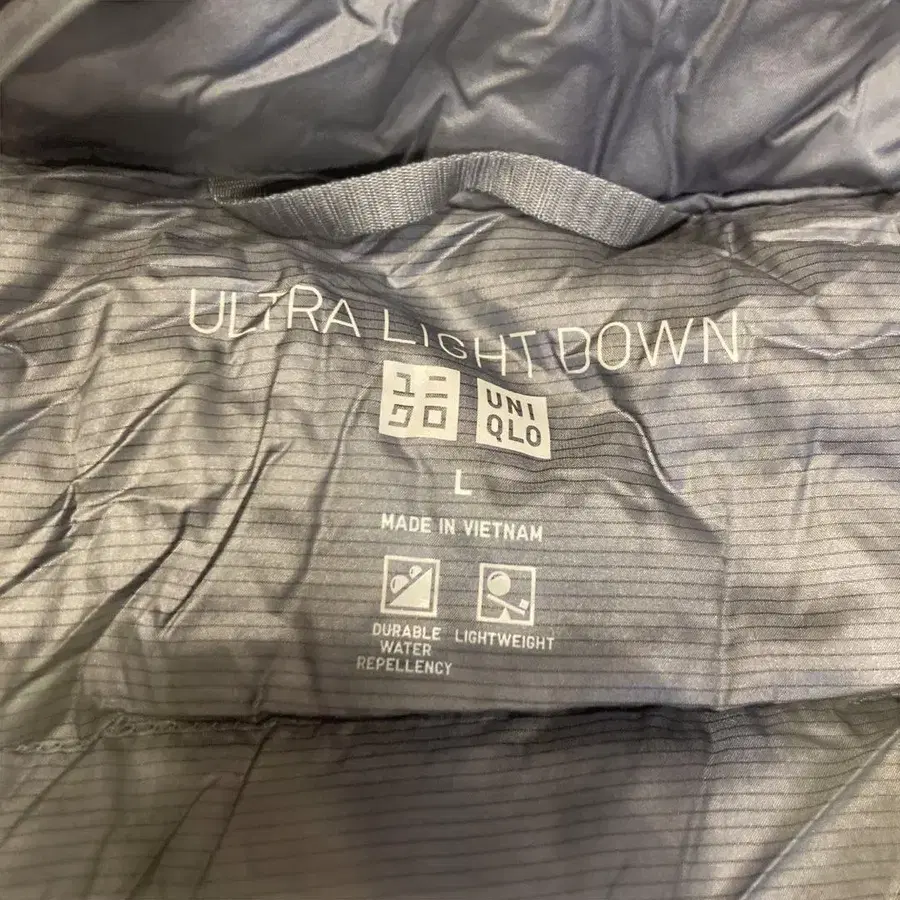 ULTRA LIGHT DOWN
ユニ
クロ
UNI
QLO
L
MADE IN VIETNAM
DURABLE
WATER
REPELLENCY
LIGHTWEIGHT